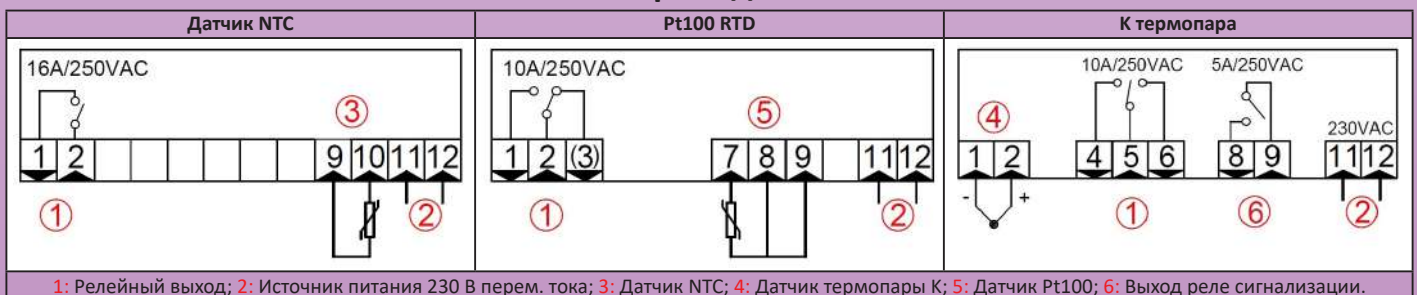 Датчик NTC
Pt100 RTD
К термопара
16A/250VAC
3
1 2 9 10 11 12
1
2
10A/250VAC
5
1 2 (3) 7 8 9 11 12
1
2
10A/250VAC 5A/250VAC
4
230VAC
1 2 4 5 6 8 9 11 12
- +
1
6
2
1: Релейный выход; 2: Источник питания 230 В перем. тока; 3: Датчик NTC; 4: Датчик термопары K; 5: Датчик Pt100; 6: Выход реле сигнализации.